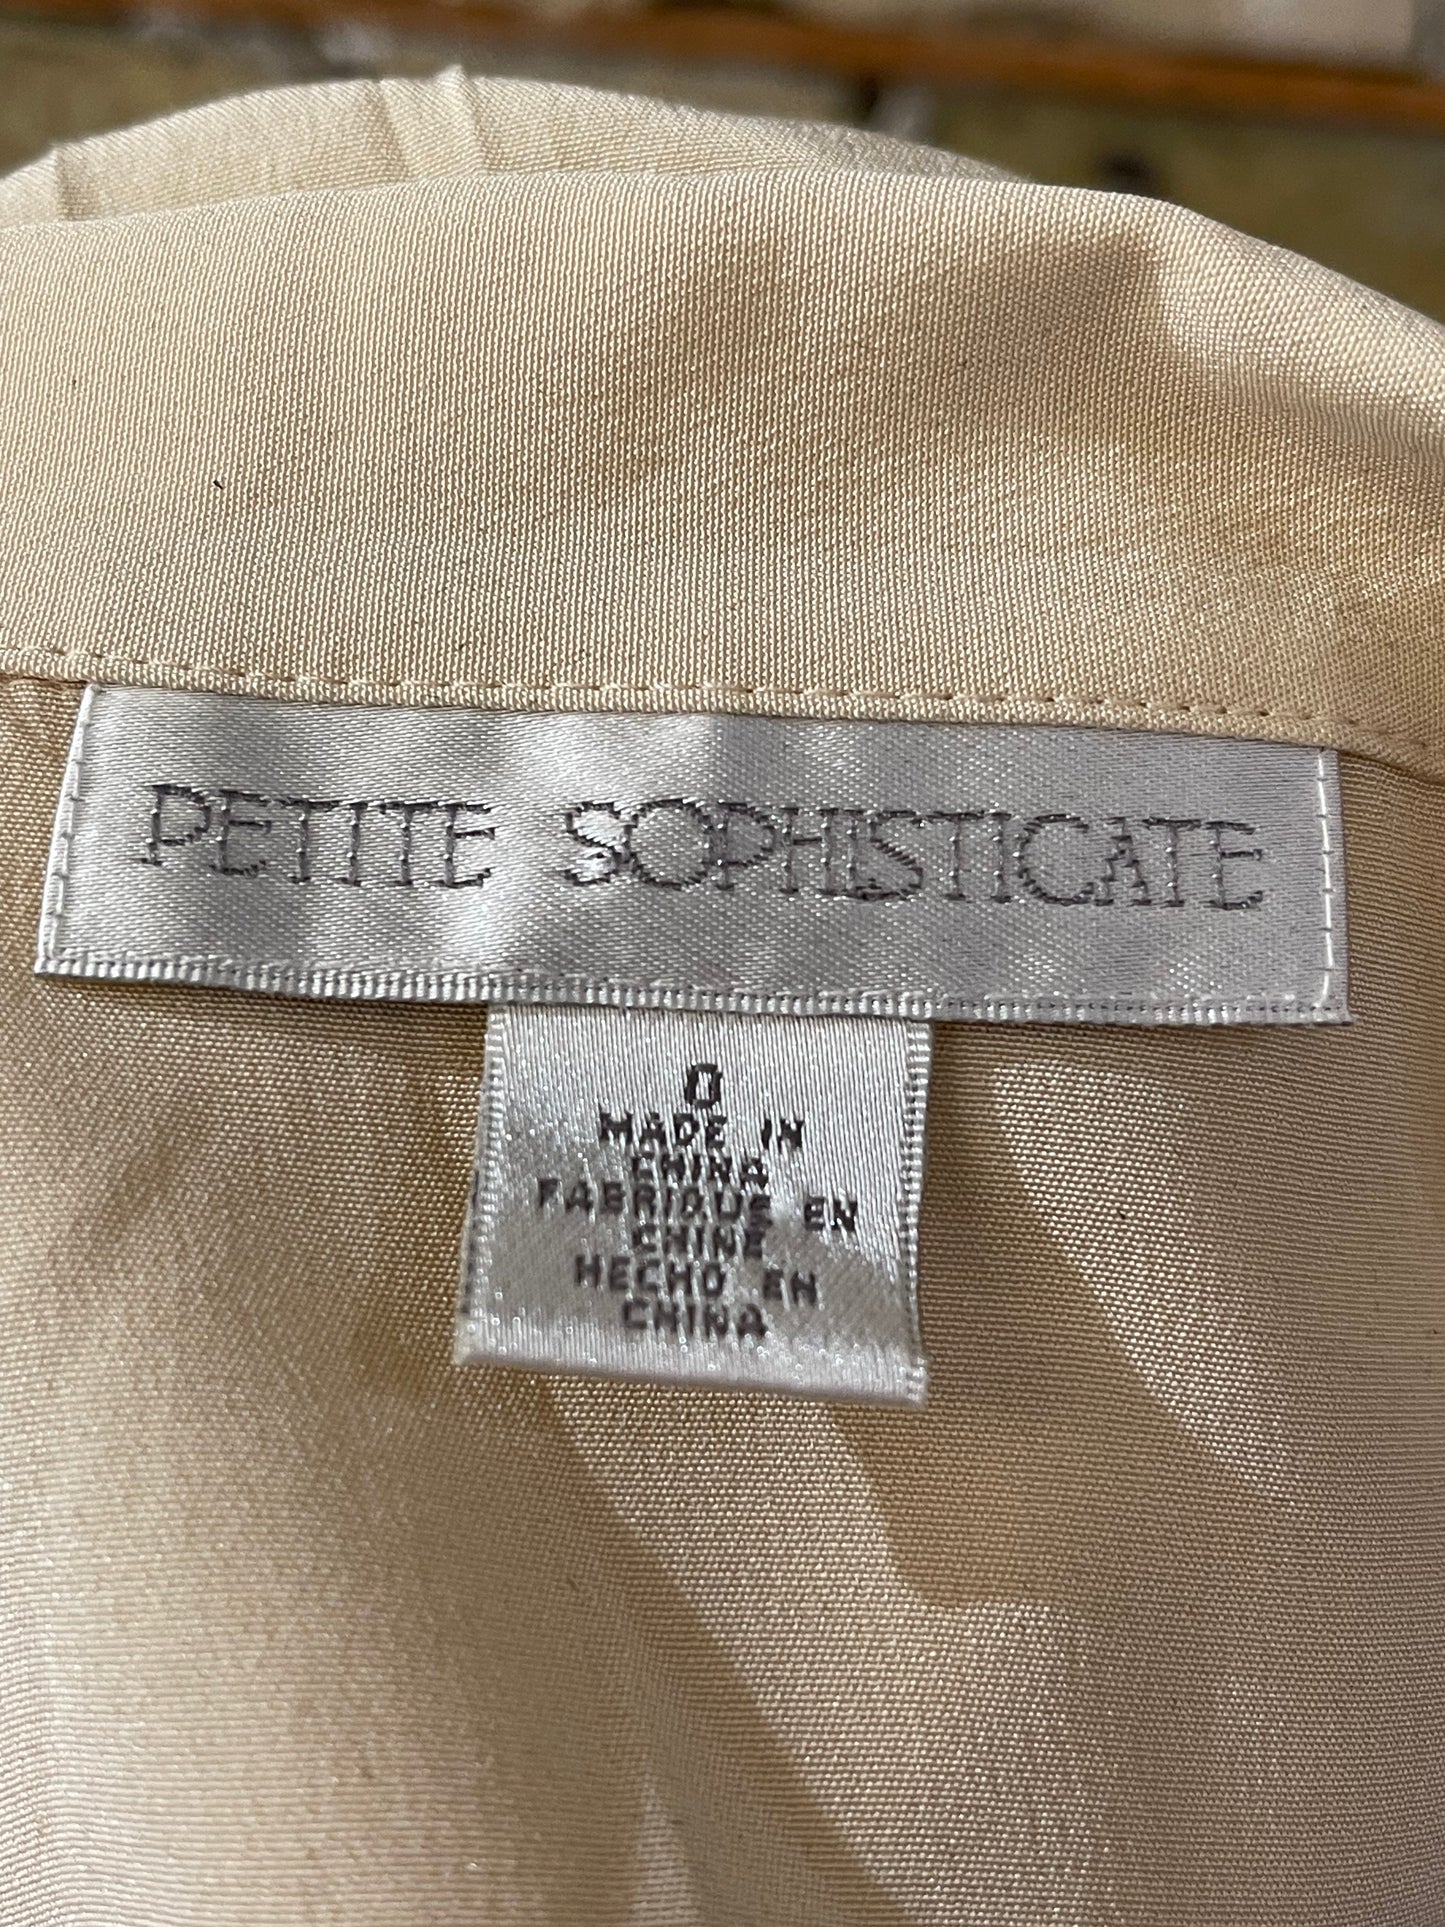 PETITE SOPHISTICATE
0
MADE IN
CHINA
FABRIQUE EN
CHINE
HECHO EN
CHINA